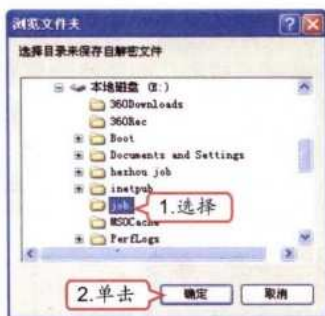 浏览文件夹
选择目录来保存自解密文件
本地磁盘 (E:)
360Downloads
360Rec
Boot
Documents and Settings
hezhou job
inetpub
job
1.选择
MSOCache
PerfLogs
2.单击
确定
取消